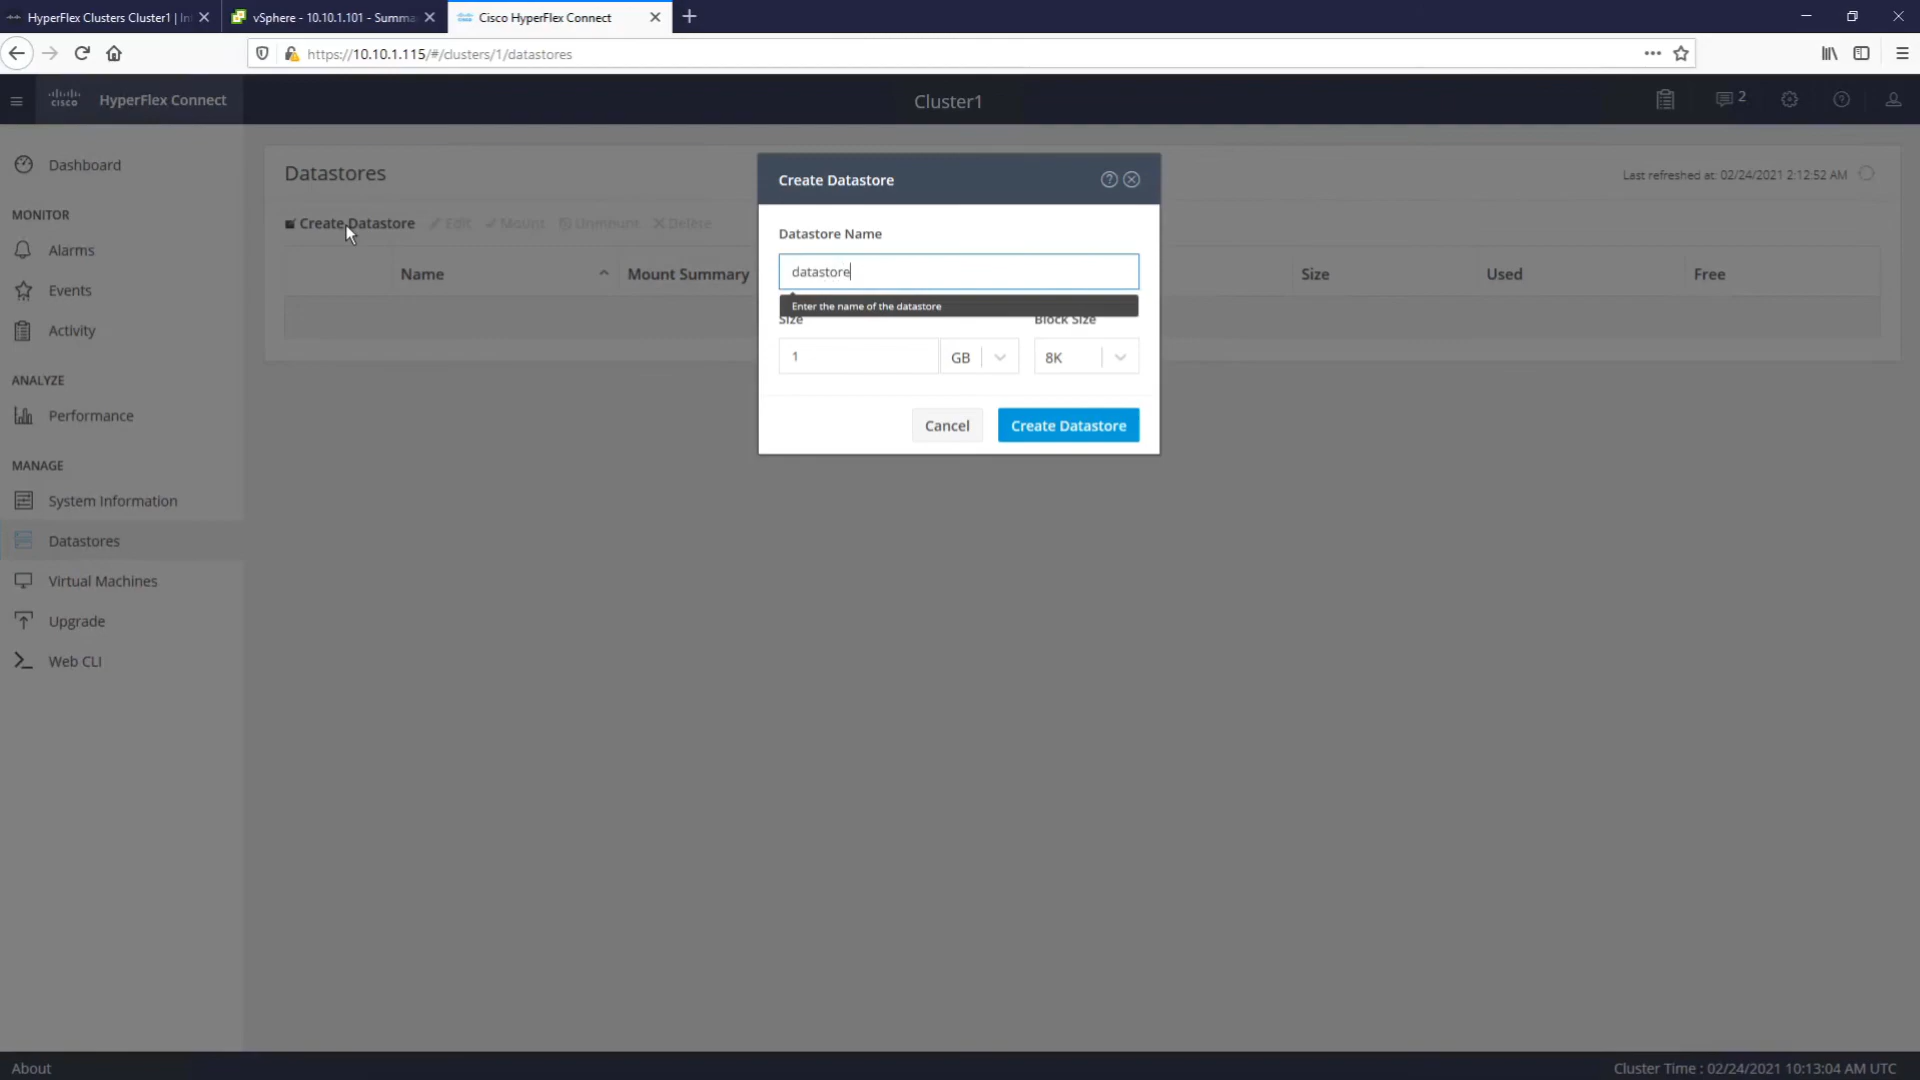 HyperFlex Clusters Cluster1 | In
vSphere - 10.10.1.101 - Summa
Cisco HyperFlex Connect
https://10.10.1.115/#/clusters/1/datastores
cisco
HyperFlex Connect
Cluster1
2
Dashboard
MONITOR
Alarms
Events
Activity
ANALYZE
Performance
MANAGE
System Information
Datastores
Virtual Machines
Upgrade
Web CLI
Datastores
Last refreshed at: 02/24/2021 2:12:52 AM
Create Datastore Edit Mount Unmount Delete
Name Mount Summary Size Used Free
Create Datastore
Datastore Name
datastore
Enter the name of the datastore
Size Block Size
1 GB 8K
Cancel Create Datastore
About
Cluster Time : 02/24/2021 10:13:04 AM UTC